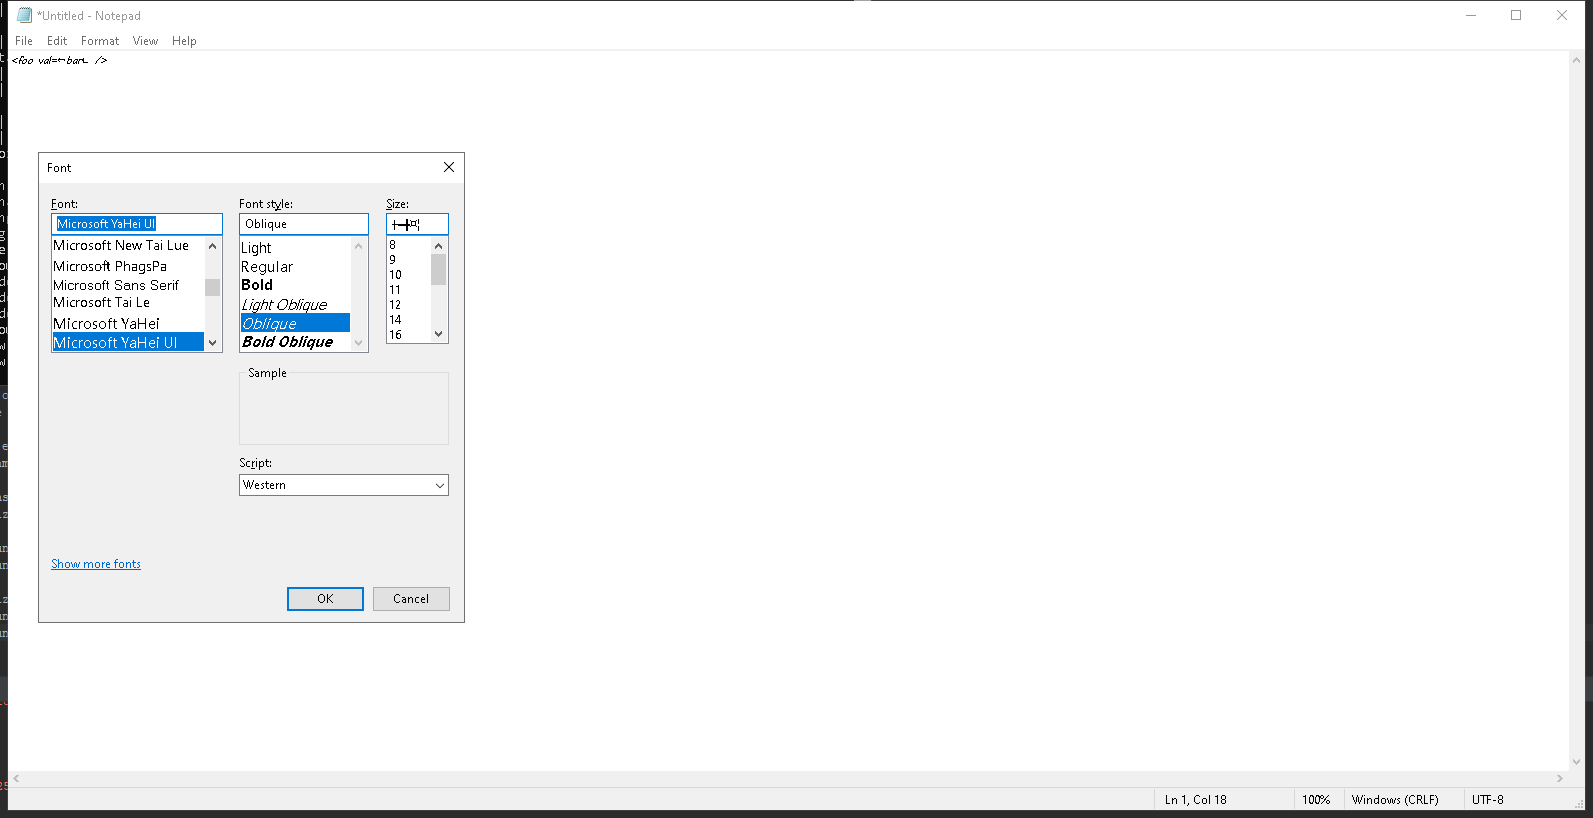 *Untitled - Notepad
File Edit Format View Help
<foo val=←bar← />
Font
Font:
Microsoft YaHei UI
Microsoft New Tai Lue
Microsoft PhagsPa
Microsoft Sans Serif
Microsoft Tai Le
Microsoft YaHei
Microsoft YaHei UI
Font style:
Oblique
Light
Regular
Bold
Light Oblique
Oblique
Bold Oblique
Size:
8
9
10
11
12
14
16
Sample
Script:
Western
Show more fonts
OK
Cancel
Ln 1, Col 18
100%
Windows (CRLF)
UTF-8